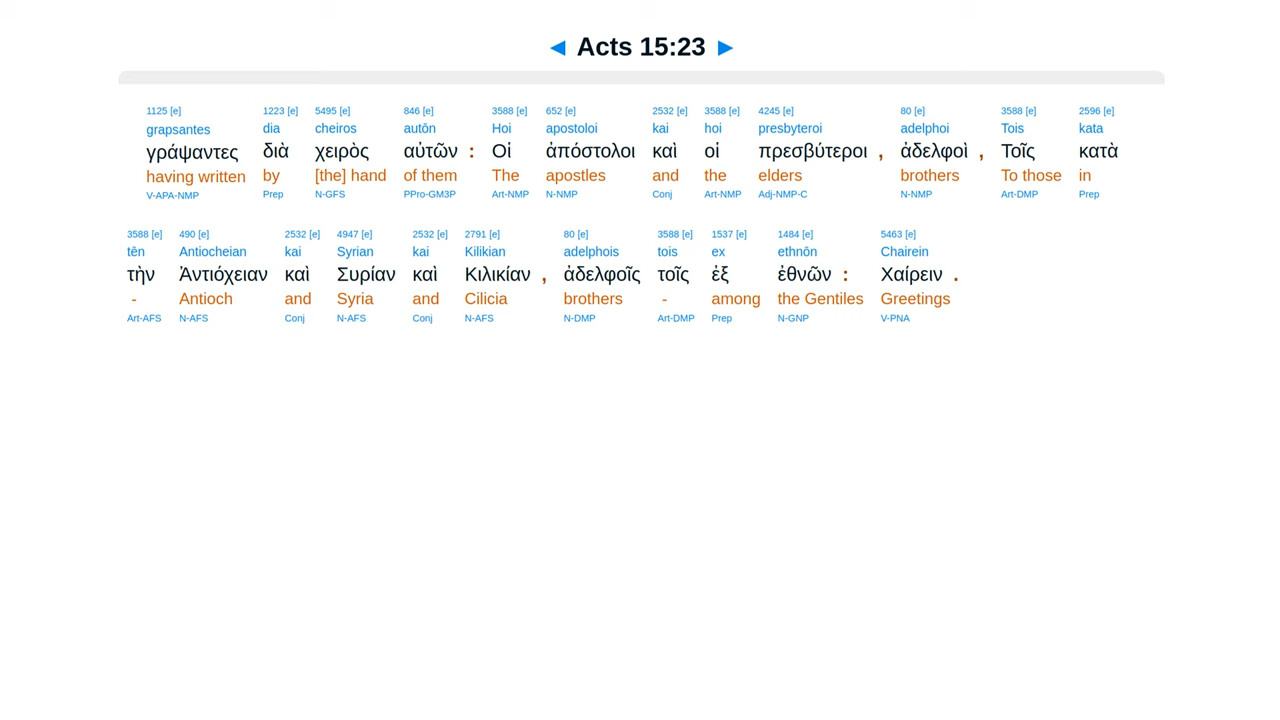 ◄ Acts 15:23 ►
1125 [e] 1223 [e] 5495 [e] 846 [e] 3588 [e] 652 [e] 2532 [e] 3588 [e] 4245 [e] 80 [e] 3588 [e] 2596 [e]
grapsantes dia cheiros autōn Hoi apostoloi kai hoi presbyteroi adelphoi Tois kata
γράψαντες διὰ χειρὸς αὐτῶν : Οἱ ἀπόστολοι καὶ οἱ πρεσβύτεροι , ἀδελφοὶ , Τοῖς κατὰ
having written by [the] hand of them The apostles and the elders brothers To those in
V-APA-NMP Prep N-GFS PPro-GM3P Art-NMP N-NMP Conj Art-NMP Adj-NMP-C N-NMP Art-DMP Prep
3588 [e] 490 [e] 2532 [e] 4947 [e] 2532 [e] 2791 [e] 80 [e] 3588 [e] 1537 [e] 1484 [e] 5463 [e]
tēn Antiocheian kai Syrian kai Kilikian adelphois tois ex ethnōn Chairein
τὴν Ἀντιόχειαν καὶ Συρίαν καὶ Κιλικίαν , ἀδελφοῖς τοῖς ἐξ ἐθνῶν : Χαίρειν .
- Antioch and Syria and Cilicia brothers - among the Gentiles Greetings
Art-AFS N-AFS Conj N-AFS Conj N-AFS N-DMP Art-DMP Prep N-GNP V-PNA